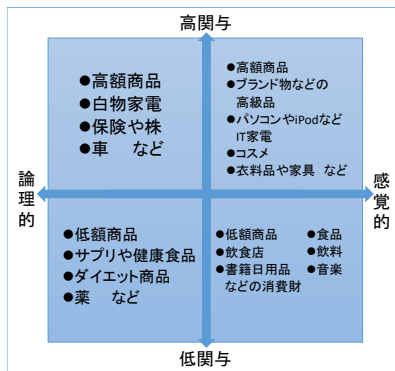 高関与
●高額商品
●白物家電
●保険や株
●車　など
●高額商品
●ブランド物などの
高級品
●パソコンやiPodなど
IT家電
●コスメ
●衣料品や家具 など
論理的
感覚的
●低額商品
●サプリや健康食品
●ダイエット商品
●薬　など
●低額商品
●飲食店
●書籍日用品
などの消費財
●食品
●飲料
●音楽
低関与